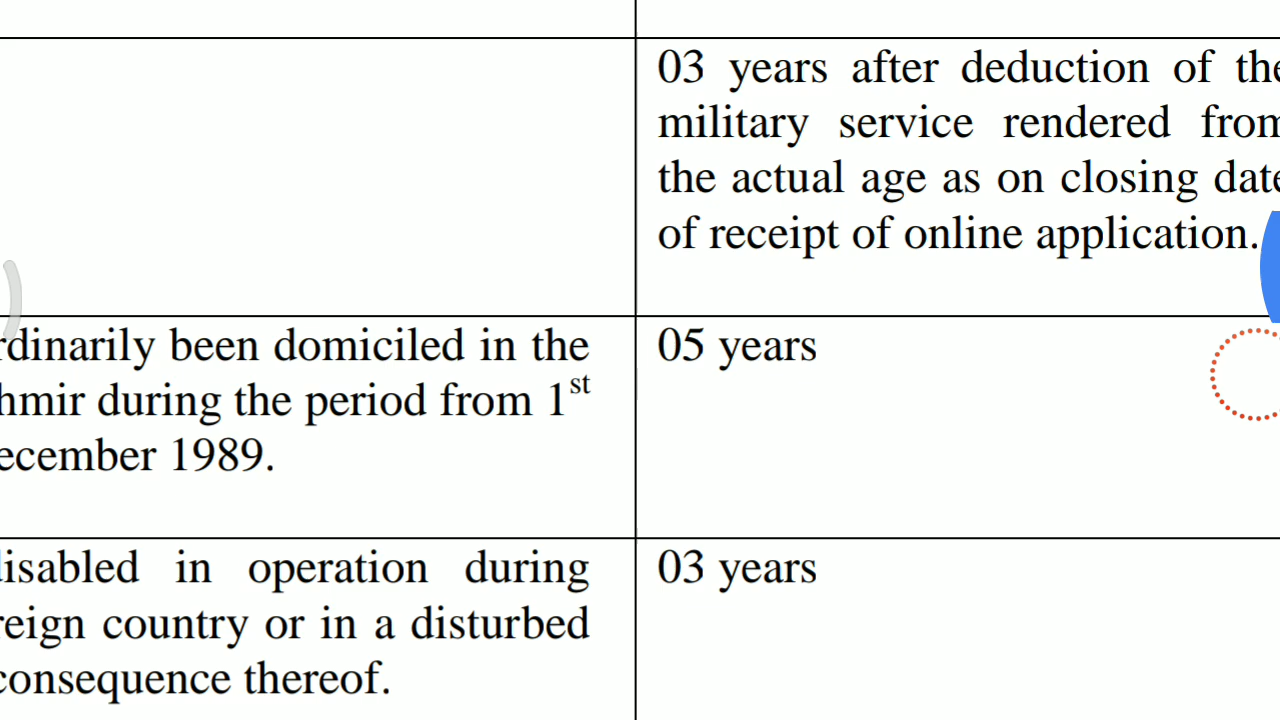 03 years after deduction of the
military service rendered from
the actual age as on closing date
of receipt of online application.
rdinarily been domiciled in the
hmir during the period from 1st
ecember 1989.
05 years
disabled in operation during
reign country or in a disturbed
consequence thereof.
03 years